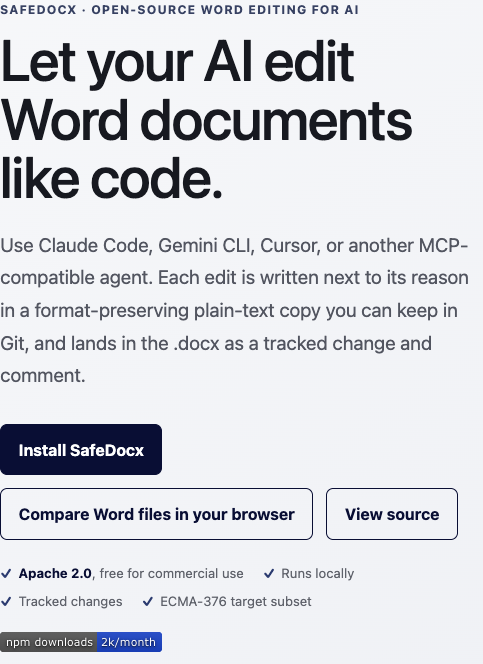 SAFEDOCX · OPEN-SOURCE WORD EDITING FOR AI
Let your AI edit
Word documents
like code.
Use Claude Code, Gemini CLI, Cursor, or another MCP-
compatible agent. Each edit is written next to its reason
in a format-preserving plain-text copy you can keep in
Git, and lands in the .docx as a tracked change and
comment.
Install SafeDocx
Compare Word files in your browser View source
✓ Apache 2.0, free for commercial use ✓ Runs locally
✓ Tracked changes ✓ ECMA-376 target subset
npm downloads 2k/month